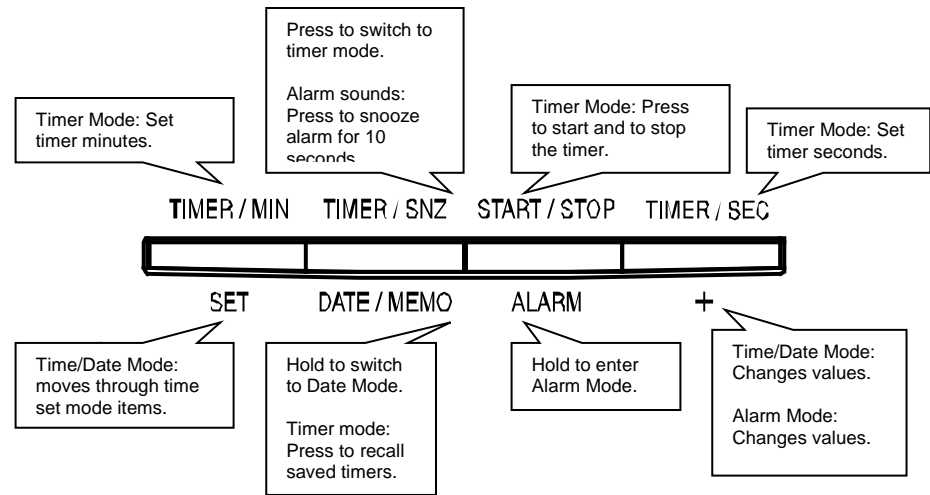 Press to switch to
timer mode.
Alarm sounds:
Press to snooze
alarm for 10
seconds
Timer Mode: Set
timer minutes.
Timer Mode: Press
to start and to stop
the timer.
Timer Mode: Set
timer seconds.
TIMER / MIN TIMER / SNZ START / STOP TIMER / SEC
SET DATE / MEMO ALARM +
Time/Date Mode:
moves through time
set mode items.
Hold to switch
to Date Mode.
Timer mode:
Press to recall
saved timers.
Hold to enter
Alarm Mode.
Time/Date Mode:
Changes values.
Alarm Mode:
Changes values.